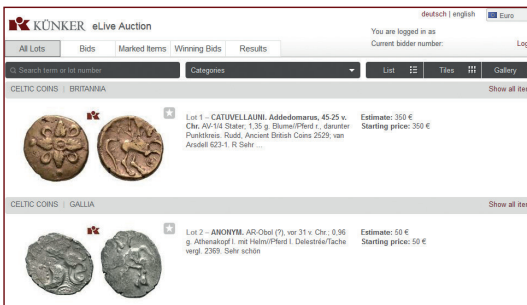 deutsch | english
Euro
KÜNKER eLive Auction
You are logged in as
Current bidder number:
All Lots
Bids
Marked Items
Winning Bids
Results
Search term or lot number
Categories
List
Tiles
Gallery
CELTIC COINS | BRITANNIA
Show all
Lot 1 – CATUVELLAUNI. Addedomarus, 45-25 v.
Chr. AV-1/4 Stater; 1,35 g. Blume//Pferd r., darunter
Punktkreis. Rudd, Ancient British Coins 2529; van
Arsdell 623-1. R Sehr ...
Estimate: 350 €
Starting price: 350 €
CELTIC COINS | GALLIA
Show all
Lot 2 – ANONYM. AR-Obol (?), vor 31 v. Chr.; 0,96
g. Athenakopf l. mit Helm//Pferd l. Delestrée/Tache
vergl. 2369. Sehr schön
Estimate: 50 €
Starting price: 50 €